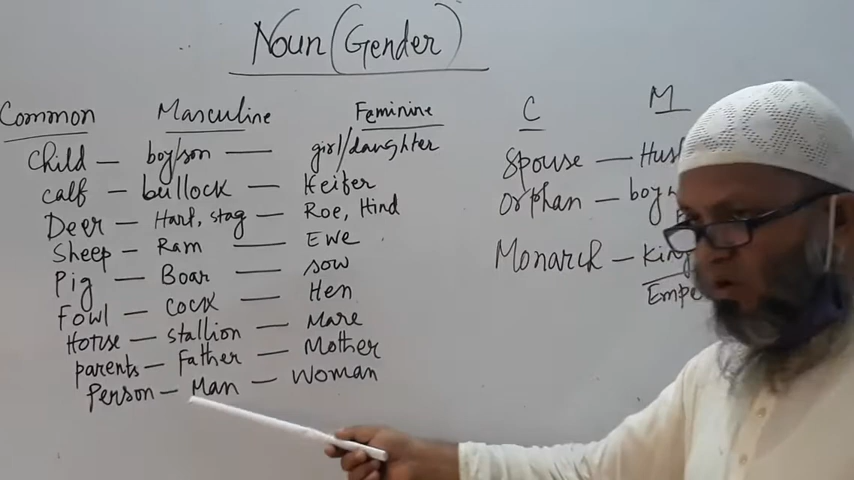 Noun (Gender)
Common Masculine Feminine
child — boy/son — girl/daughter
calf — bullock — Heifer
Deer — Hart, stag — Roe, Hind
Sheep — Ram — Ewe
Pig — Boar — sow
Fowl — cock — Hen
Horse — stallion — Mare
parents — Father — Mother
Person — Man — Woman
C M
Spouse — Hus
orphan — boy
Monarch — King
Empe